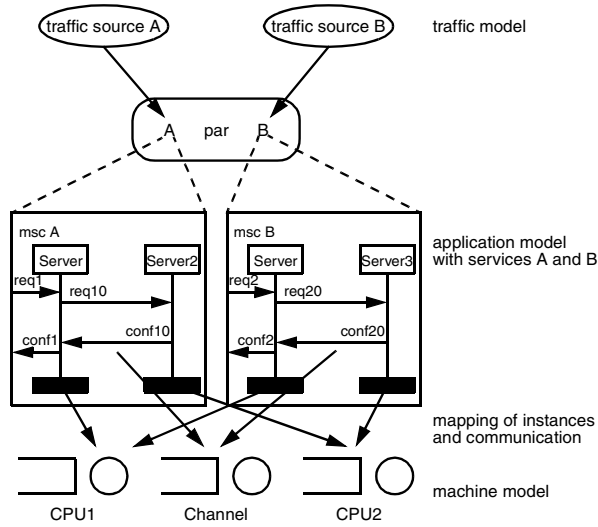 traffic source A
traffic source B
traffic model
A par B
msc A
msc B
Server
Server2
Server
Server3
application model
with services A and B
req1
req10
req2
req20
conf1
conf10
conf2
conf20
mapping of instances
and communication
machine model
CPU1
Channel
CPU2